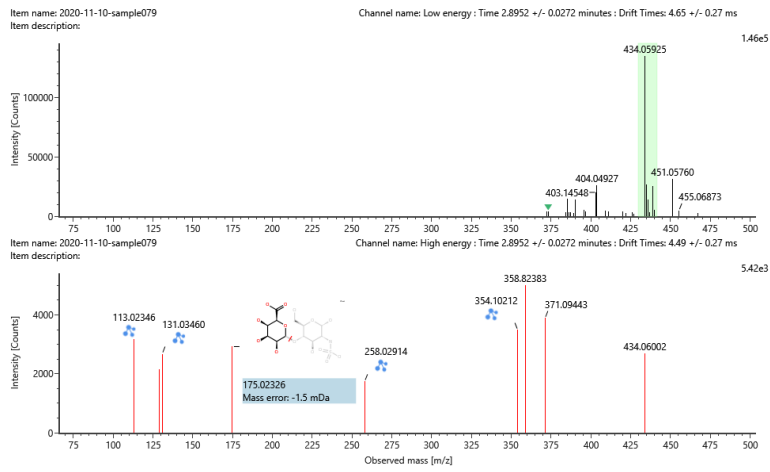 Item name: 2020-11-10-sample079
Channel name: Low energy : Time 2.8952 +/- 0.0272 minutes : Drift Times: 4.65 +/- 0.27 ms
Item description:
1.46e5
434.05925
100000
Intensity [Counts]
50000
403.14548
404.04927
451.05760
455.06873
0
75 100 125 150 175 200 225 250 275 300 325 350 375 400 425 450 475 500
Item name: 2020-11-10-sample079
Channel name: High energy : Time 2.8952 +/- 0.0272 minutes : Drift Times: 4.49 +/- 0.27 ms
Item description:
5.42e3
358.82383
354.10212
371.09443
113.02346
131.03460
4000
258.02914
434.06002
175.02326
Mass error: -1.5 mDa
Intensity [Counts]
2000
0
75 100 125 150 175 200 225 250 275 300 325 350 375 400 425 450 475 500
Observed mass [m/z]